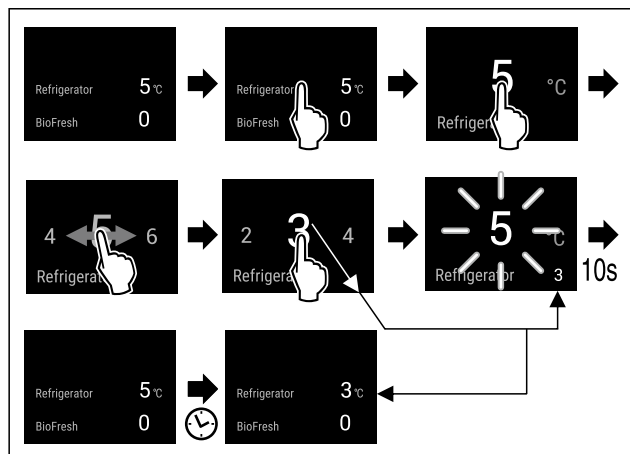 Refrigerator 5 °C
BioFresh 0
Refrigerator 5 °C
BioFresh 0
5 °C
Refriger
4 5 6
Refrigerat
2 3 4
Refrigerat
5 °C
Refrigerator 3
10s
Refrigerator 5 °C
BioFresh 0
Refrigerator 3 °C
BioFresh 0